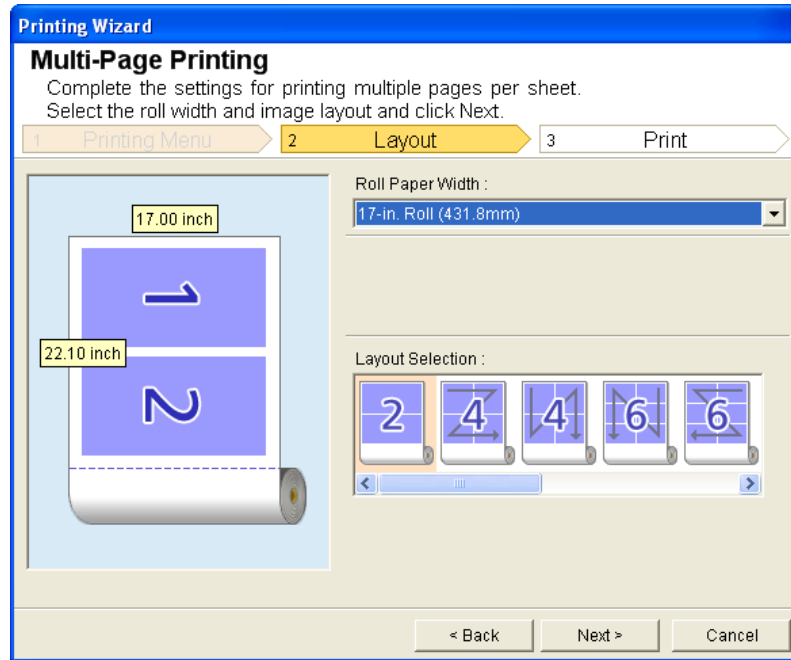 Printing Wizard
Multi-Page Printing
Complete the settings for printing multiple pages per sheet.
Select the roll width and image layout and click Next.
1 Printing Menu 2 Layout 3 Print
17.00 inch
1
22.10 inch
2
Roll Paper Width :
17-in. Roll (431.8mm)
Layout Selection :
2 4 4 6 6
< Back Next > Cancel